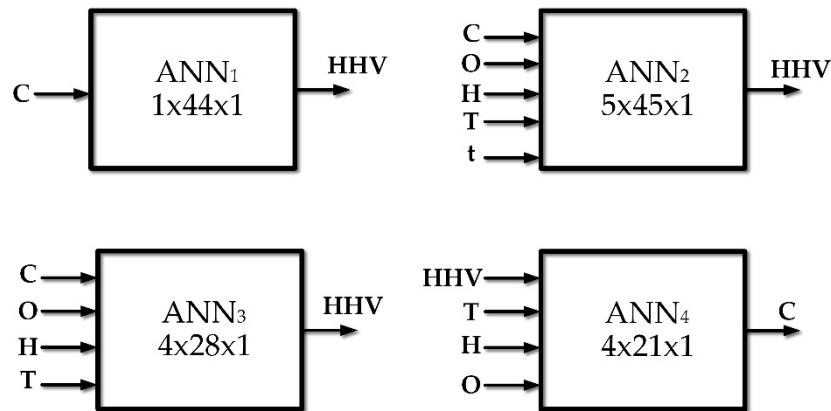 C
ANN1
1x44x1
HHV
C
O
H
T
t
ANN2
5x45x1
HHV
C
O
H
T
ANN3
4x28x1
HHV
HHV
T
H
O
ANN4
4x21x1
C